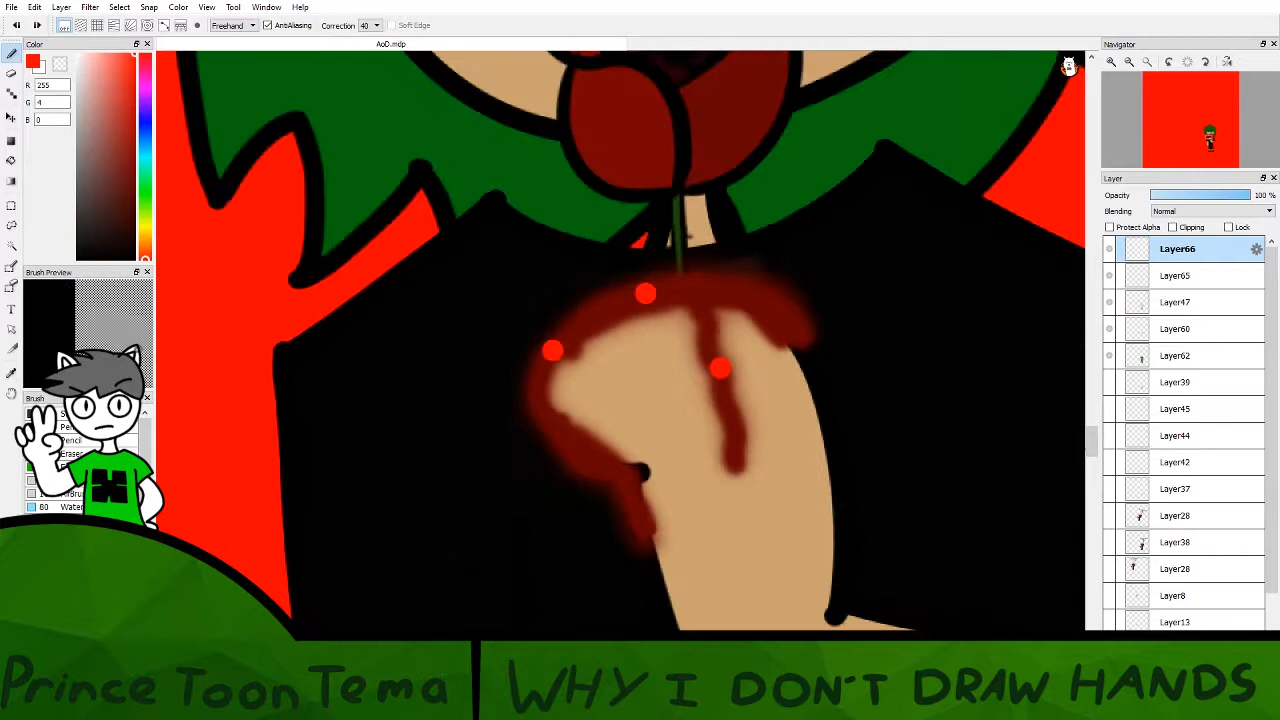 File Edit Layer Filter Select Snap Color View Tool Window Help
OFF Freehand AntiAliasing Correction 40 Soft Edge
AoD.mdp
Color
R 255
G 4
B 0
Brush Preview
Brush
Pencil
Eraser
80 Water
Navigator
Layer
Opacity 100 %
Blending Normal
Protect Alpha Clipping Lock
Layer66
Layer65
Layer47
Layer60
Layer62
Layer39
Layer45
Layer44
Layer42
Layer37
Layer28
Layer38
Layer28
Layer8
Layer13
Prince Toon Tema
WHY I DON'T DRAW HANDS